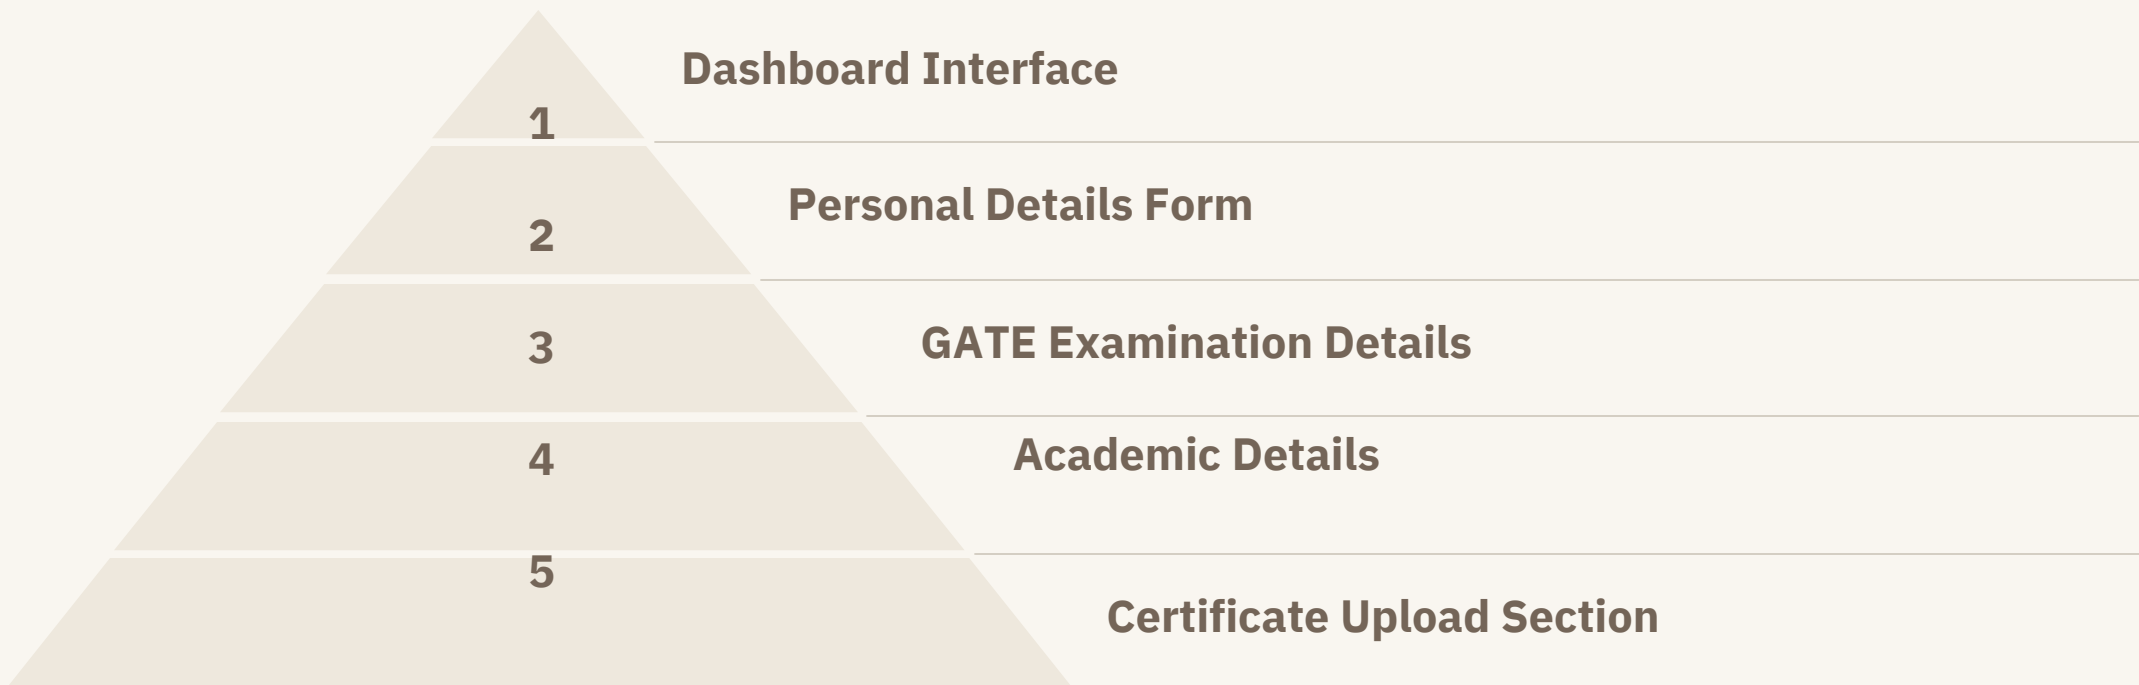 Dashboard Interface
1
Personal Details Form
2
GATE Examination Details
3
Academic Details
4
Certificate Upload Section
5